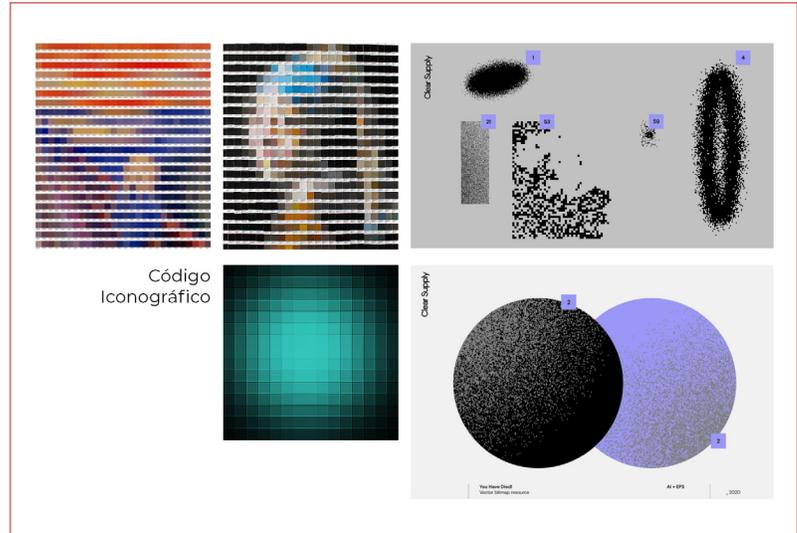 Clear Supply
1
4
21
53
59
Código
Iconográfico
Clear Supply
2
2
You Have Died!
Vector bitmap resource
AI + EPS
, 2020